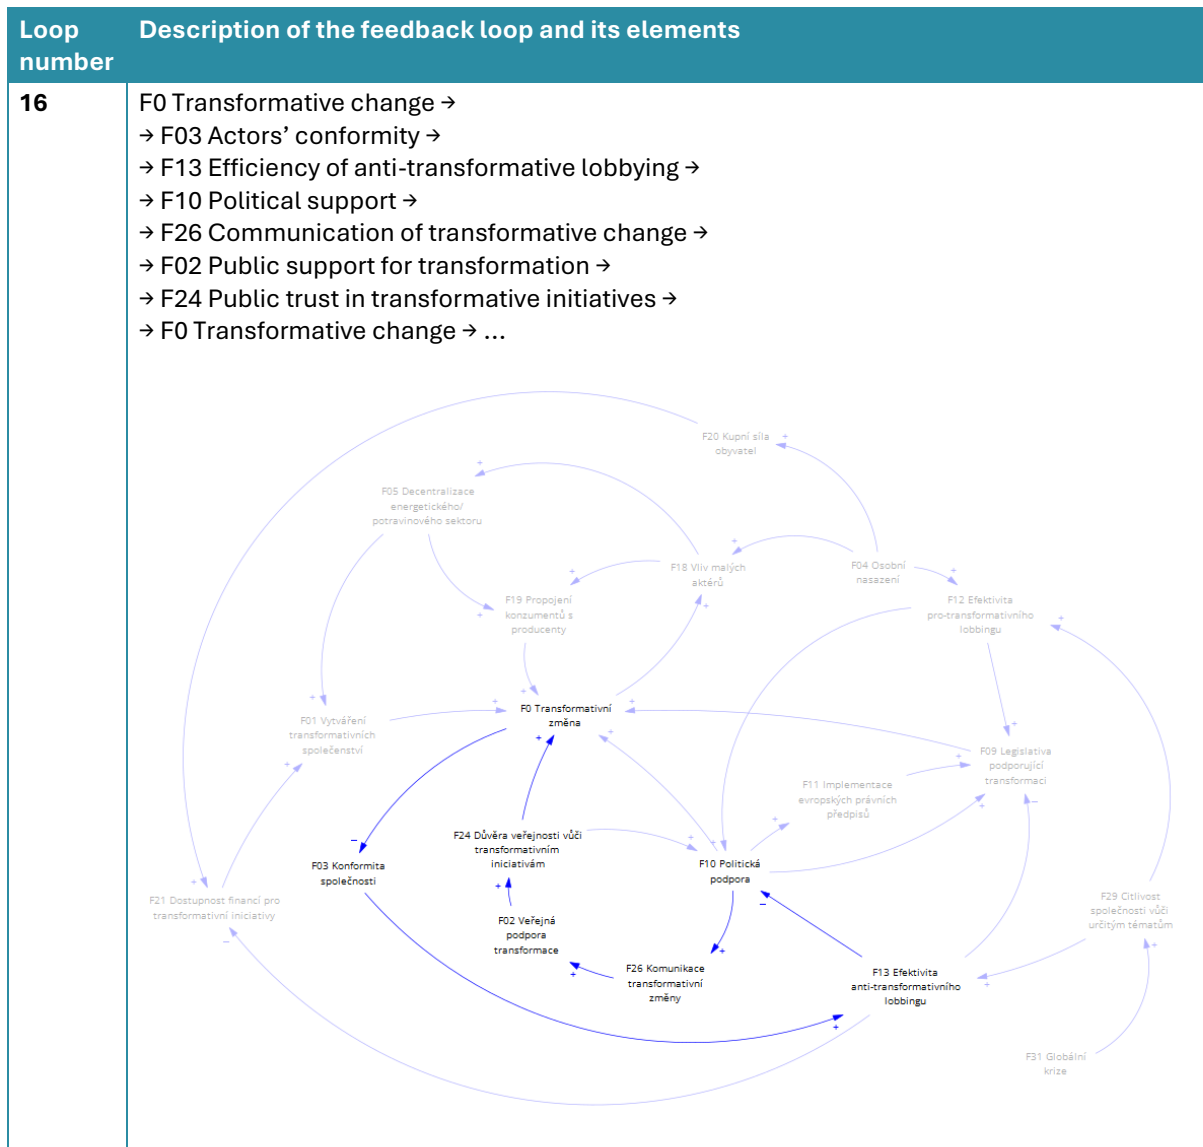 Loop
number
Description of the feedback loop and its elements
16
F0 Transformative change →
→ F03 Actors’ conformity →
→ F13 Efficiency of anti-transformative lobbying →
→ F10 Political support →
→ F26 Communication of transformative change →
→ F02 Public support for transformation →
→ F24 Public trust in transformative initiatives →
→ F0 Transformative change → ...
F20 Kupní síla
obyvatel
F05 Decentralizace
energetického/
potravinového sektoru
F18 Vliv malých
aktérů
F04 Osobní
nasazení
F19 Propojení
konzumentů s
producenty
F12 Efektivita
pro-transformativního
lobbingu
F0 Transformativní
změna
F01 Vytváření
transformativních
společenství
F09 Legislativa
podporující
transformaci
F11 Implementace
evropských právních
předpisů
F24 Důvěra veřejnosti vůči
transformativním
iniciativám
F03 Konformita
společnosti
F10 Politická
podpora
F21 Dostupnost financí pro
transformativní iniciativy
F02 Veřejná
podpora
transformace
F29 Citlivost
společnosti vůči
určitým tématům
F26 Komunikace
transformativní
změny
F13 Efektivita
anti-transformativního
lobbingu
F31 Globální
krize